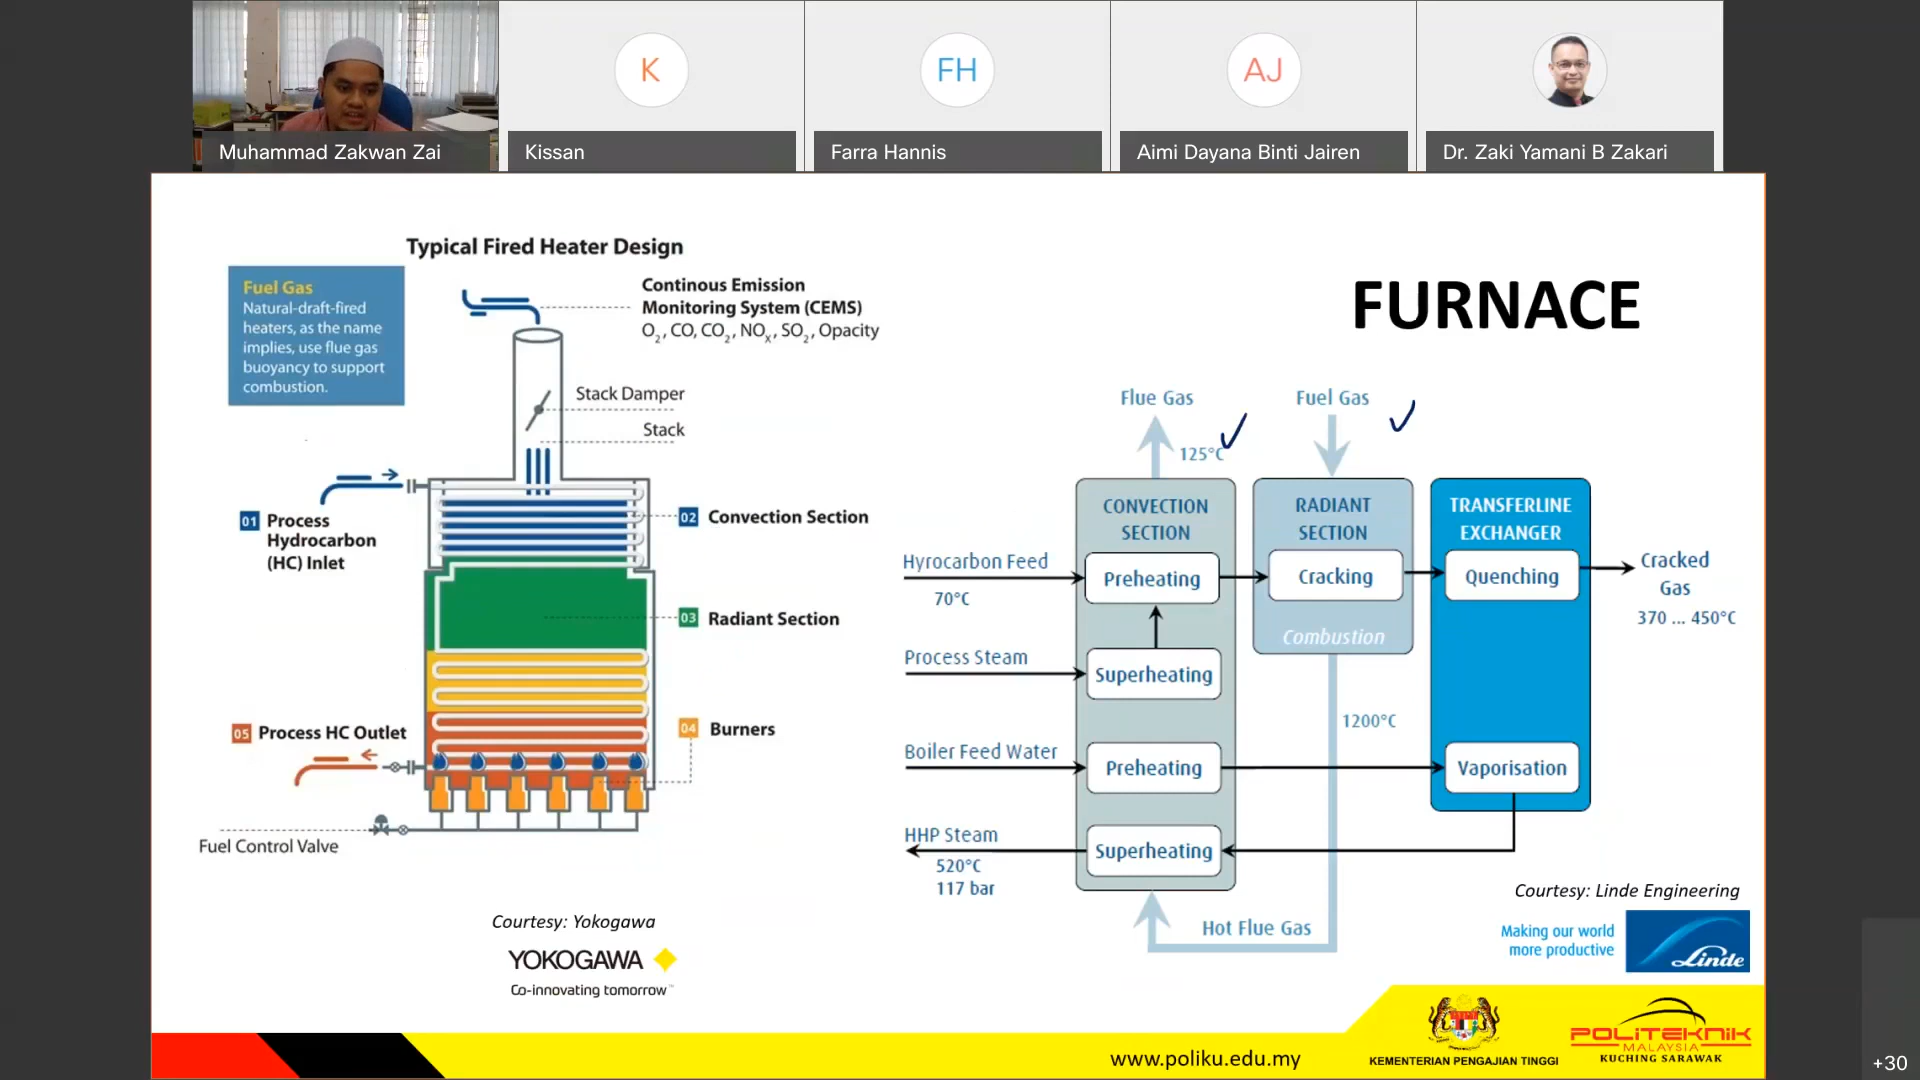 K
FH
AJ
Muhammad Zakwan Zai
Kissan
Farra Hannis
Aimi Dayana Binti Jairen
Dr. Zaki Yamani B Zakari
Typical Fired Heater Design
Fuel Gas
Natural-draft-fired
heaters, as the name
implies, use flue gas
buoyancy to support
combustion.
Continous Emission
Monitoring System (CEMS)
O2, CO, CO2, NOx, SO2, Opacity
Stack Damper
Stack
01 Process
Hydrocarbon
(HC) Inlet
02 Convection Section
03 Radiant Section
04 Burners
05 Process HC Outlet
Fuel Control Valve
Courtesy: Yokogawa
YOKOGAWA
Co-innovating tomorrow™
FURNACE
Flue Gas
125°C
Fuel Gas
CONVECTION
SECTION
RADIANT
SECTION
TRANSFERLINE
EXCHANGER
Hyrocarbon Feed
70°C
Preheating
Cracking
Quenching
Cracked
Gas
370 ... 450°C
Combustion
Process Steam
Superheating
1200°C
Boiler Feed Water
Preheating
Vaporisation
HHP Steam
520°C
117 bar
Superheating
Hot Flue Gas
Courtesy: Linde Engineering
Making our world
more productive
Linde
www.poliku.edu.my
KEMENTERIAN PENGAJIAN TINGGI
POLITEKNIK
MALAYSIA
KUCHING SARAWAK
+30